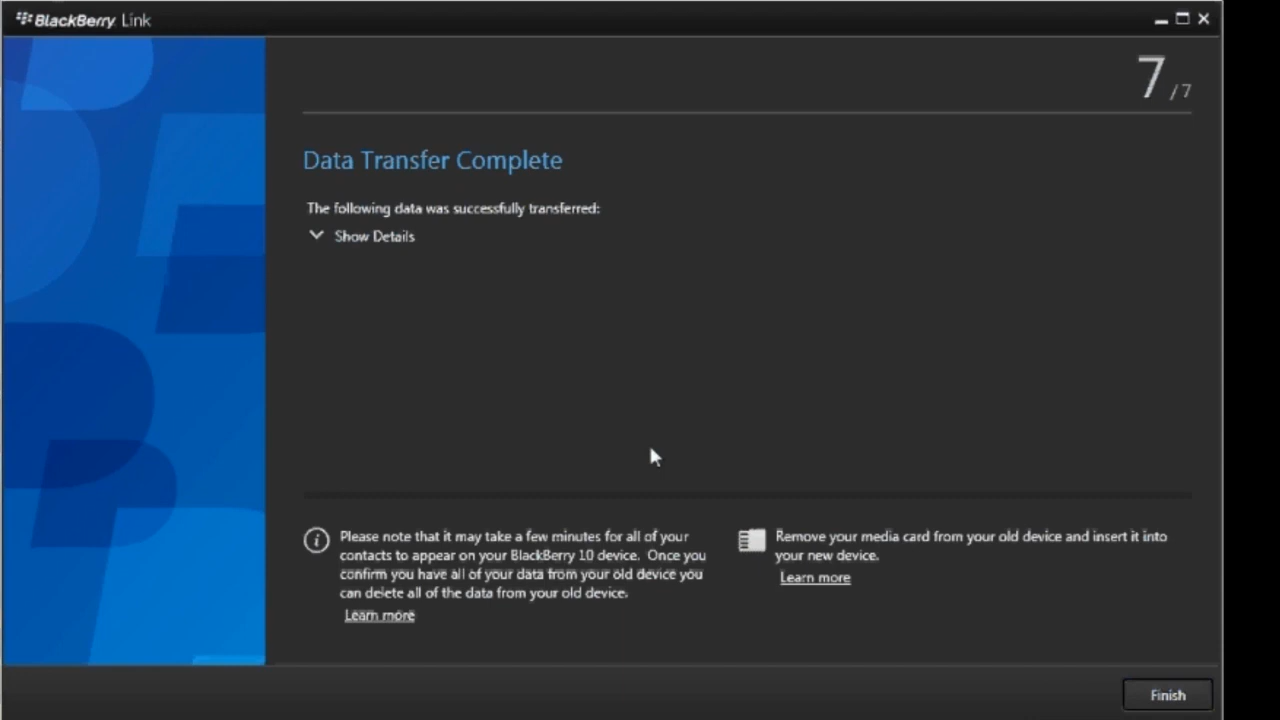 BlackBerry Link
7 / 7
Data Transfer Complete
The following data was successfully transferred:
Show Details
Please note that it may take a few minutes for all of your
contacts to appear on your BlackBerry 10 device. Once you
confirm you have all of your data from your old device you
can delete all of the data from your old device.
Learn more
Remove your media card from your old device and insert it into
your new device.
Learn more
Finish